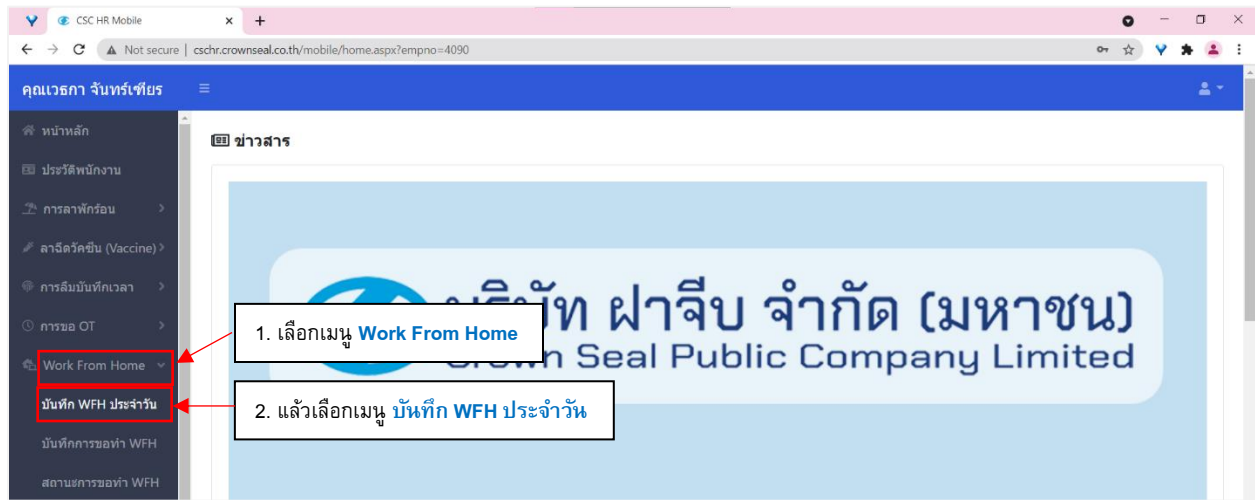 CSC HR Mobile
Not secure | cschr.crownseal.co.th/mobile/home.aspx?empno=4090
คุณเวธกา จันทร์เฑียร
หน้าหลัก
ข่าวสาร
ประวัติพนักงาน
การลาพักร้อน
ลาฉีดวัคซีน (Vaccine)
การลืมบันทึกเวลา
บริษัท ฝาจีบ จำกัด (มหาชน)
การขอ OT
1. เลือกเมนู Work From Home
Crown Seal Public Company Limited
Work From Home
บันทึก WFH ประจำวัน
2. แล้วเลือกเมนู บันทึก WFH ประจำวัน
บันทึกการขอทำ WFH
สถานะการขอทำ WFH